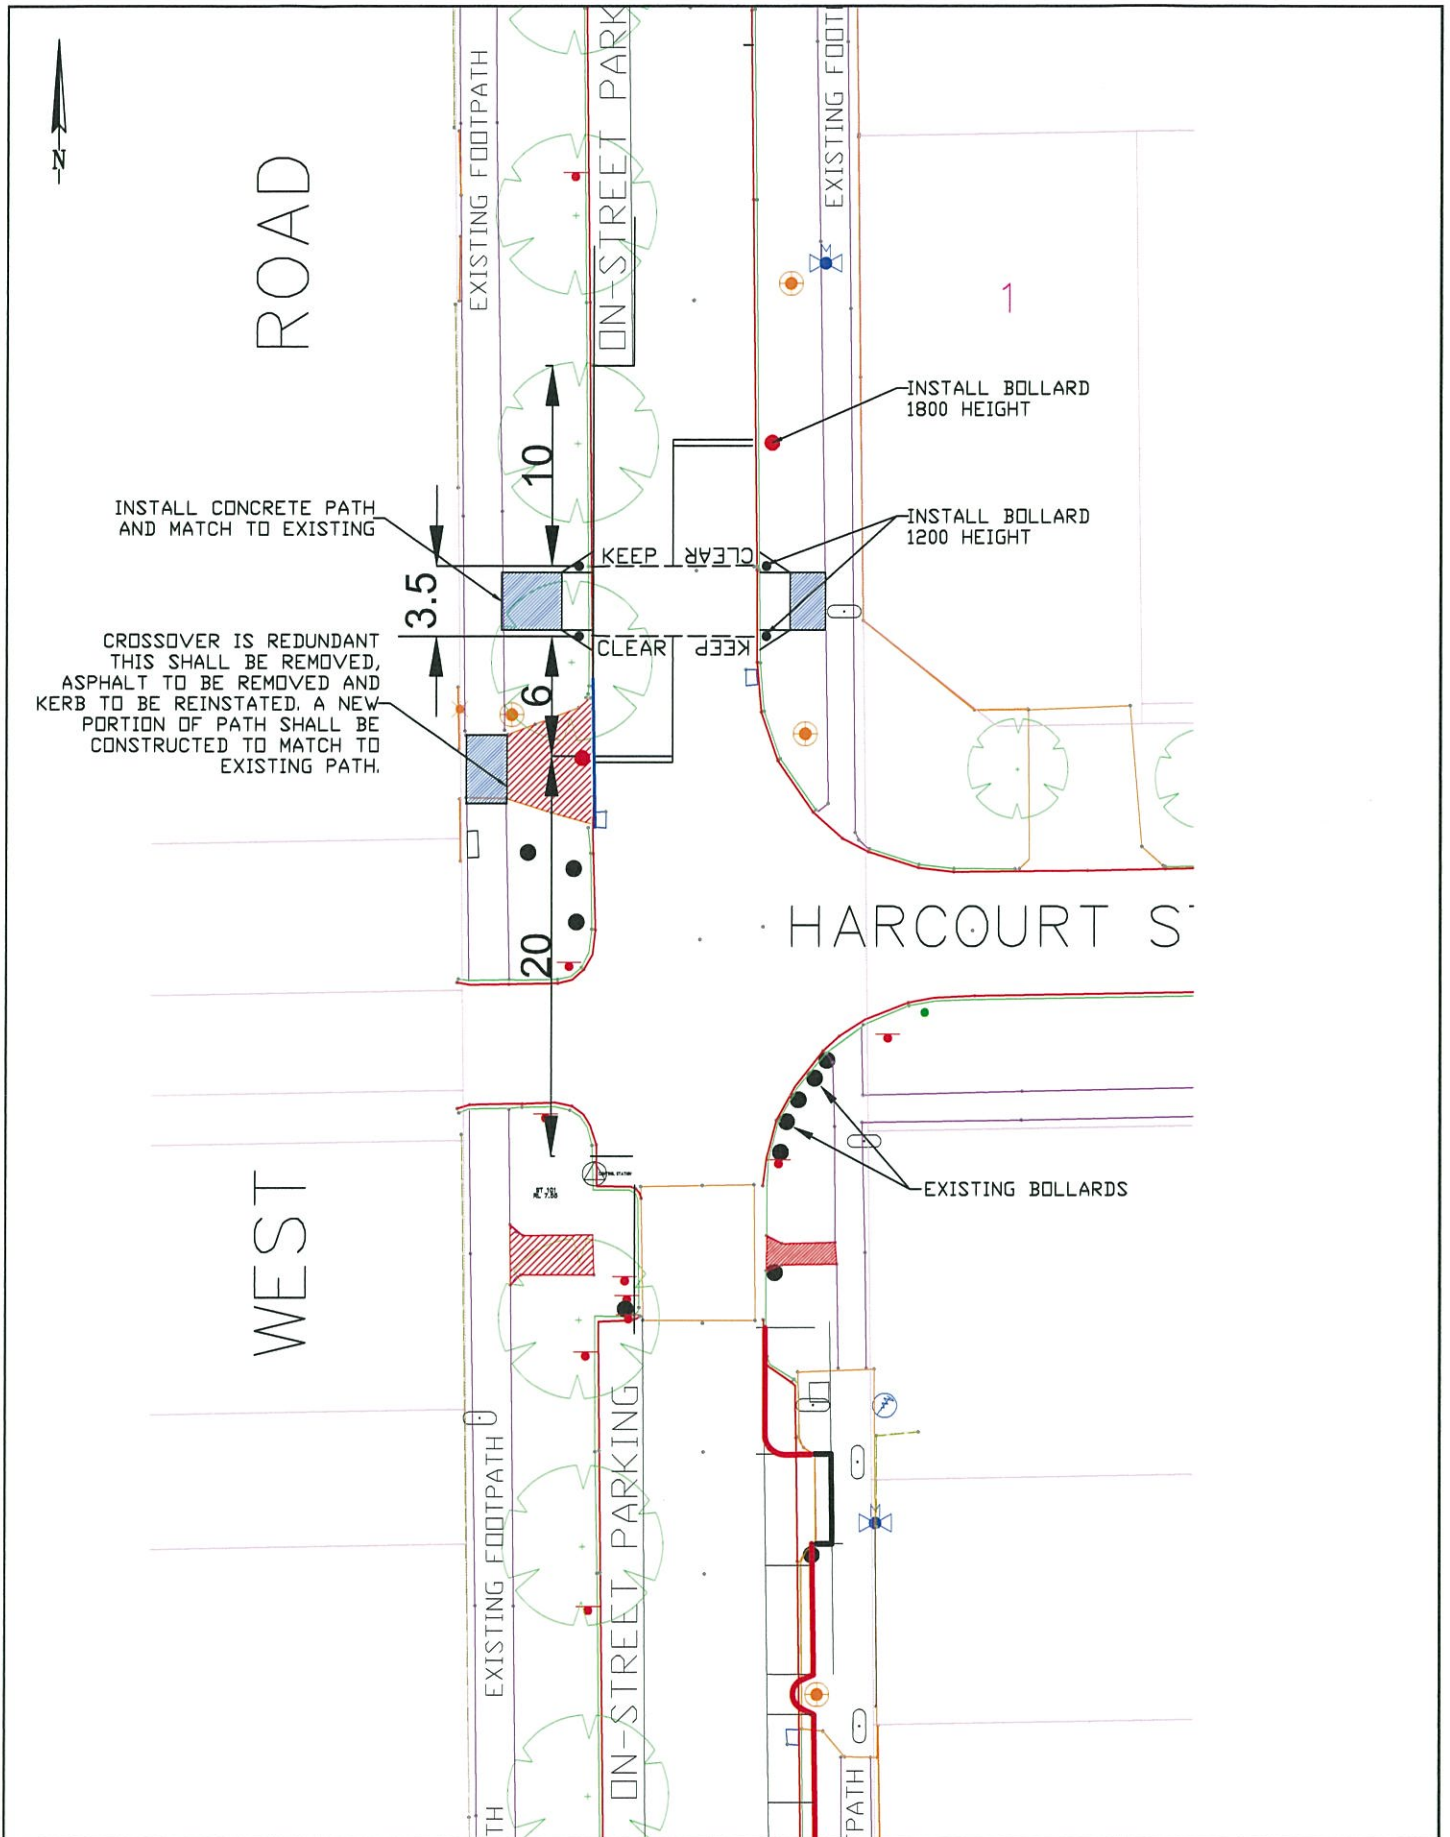 N
ROAD
EXISTING FOOTPATH
ON-STREET PARK
EXISTING FOOT
1
INSTALL BOLLARD
1800 HEIGHT
10
INSTALL CONCRETE PATH
AND MATCH TO EXISTING
INSTALL BOLLARD
1200 HEIGHT
KEEP CLEAR
3.5
CLEAR KEEP
CROSSOVER IS REDUNDANT
THIS SHALL BE REMOVED,
ASPHALT TO BE REMOVED AND
KERB TO BE REINSTATED. A NEW
PORTION OF PATH SHALL BE
CONSTRUCTED TO MATCH TO
EXISTING PATH.
6
HARCOURT ST
20
EXISTING BOLLARDS
WEST
EXISTING FOOTPATH
ON-STREET PARKING
TH
TPATH